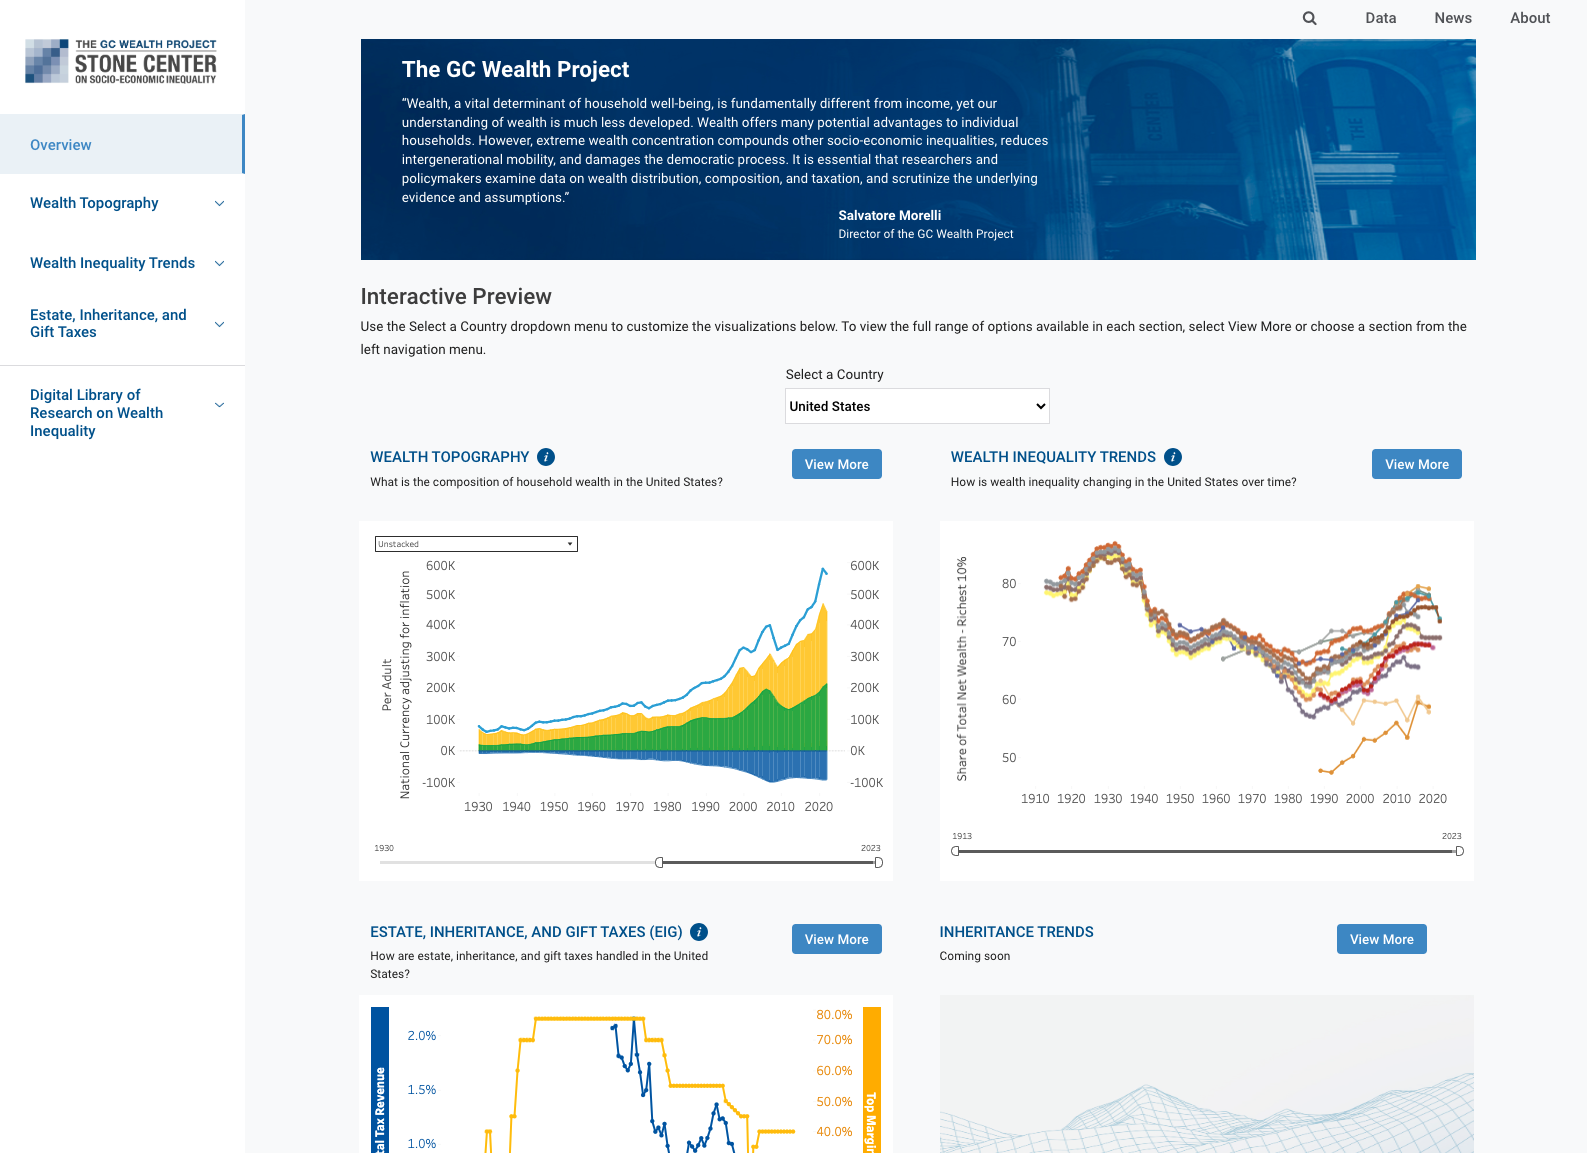 Data
News
About
THE GC WEALTH PROJECT
STONE CENTER
ON SOCIO-ECONOMIC INEQUALITY
Overview
Wealth Topography
Wealth Inequality Trends
Estate, Inheritance, and
Gift Taxes
Digital Library of
Research on Wealth
Inequality
The GC Wealth Project
“Wealth, a vital determinant of household well-being, is fundamentally different from income, yet our
understanding of wealth is much less developed. Wealth offers many potential advantages to individual
households. However, extreme wealth concentration compounds other socio-economic inequalities, reduces
intergenerational mobility, and damages the democratic process. It is essential that researchers and
policymakers examine data on wealth distribution, composition, and taxation, and scrutinize the underlying
evidence and assumptions.”
Salvatore Morelli
Director of the GC Wealth Project
CENTER
THE
Interactive Preview
Use the Select a Country dropdown menu to customize the visualizations below. To view the full range of options available in each section, select View More or choose a section from the
left navigation menu.
Select a Country
United States
WEALTH TOPOGRAPHY i
View More
What is the composition of household wealth in the United States?
Unstacked
Per Adult
National Currency adjusting for inflation
600K
500K
400K
300K
200K
100K
0K
-100K
600K
500K
400K
300K
200K
100K
0K
-100K
1930 1940 1950 1960 1970 1980 1990 2000 2010 2020
1930 2023
WEALTH INEQUALITY TRENDS i
View More
How is wealth inequality changing in the United States over time?
Share of Total Net Wealth - Richest 10%
80
70
60
50
1910 1920 1930 1940 1950 1960 1970 1980 1990 2000 2010 2020
1913 2023
ESTATE, INHERITANCE, AND GIFT TAXES (EIG) i
View More
How are estate, inheritance, and gift taxes handled in the United
States?
al Tax Revenue
2.0%
1.5%
1.0%
80.0%
70.0%
60.0%
50.0%
40.0%
Top Margin
INHERITANCE TRENDS
View More
Coming soon